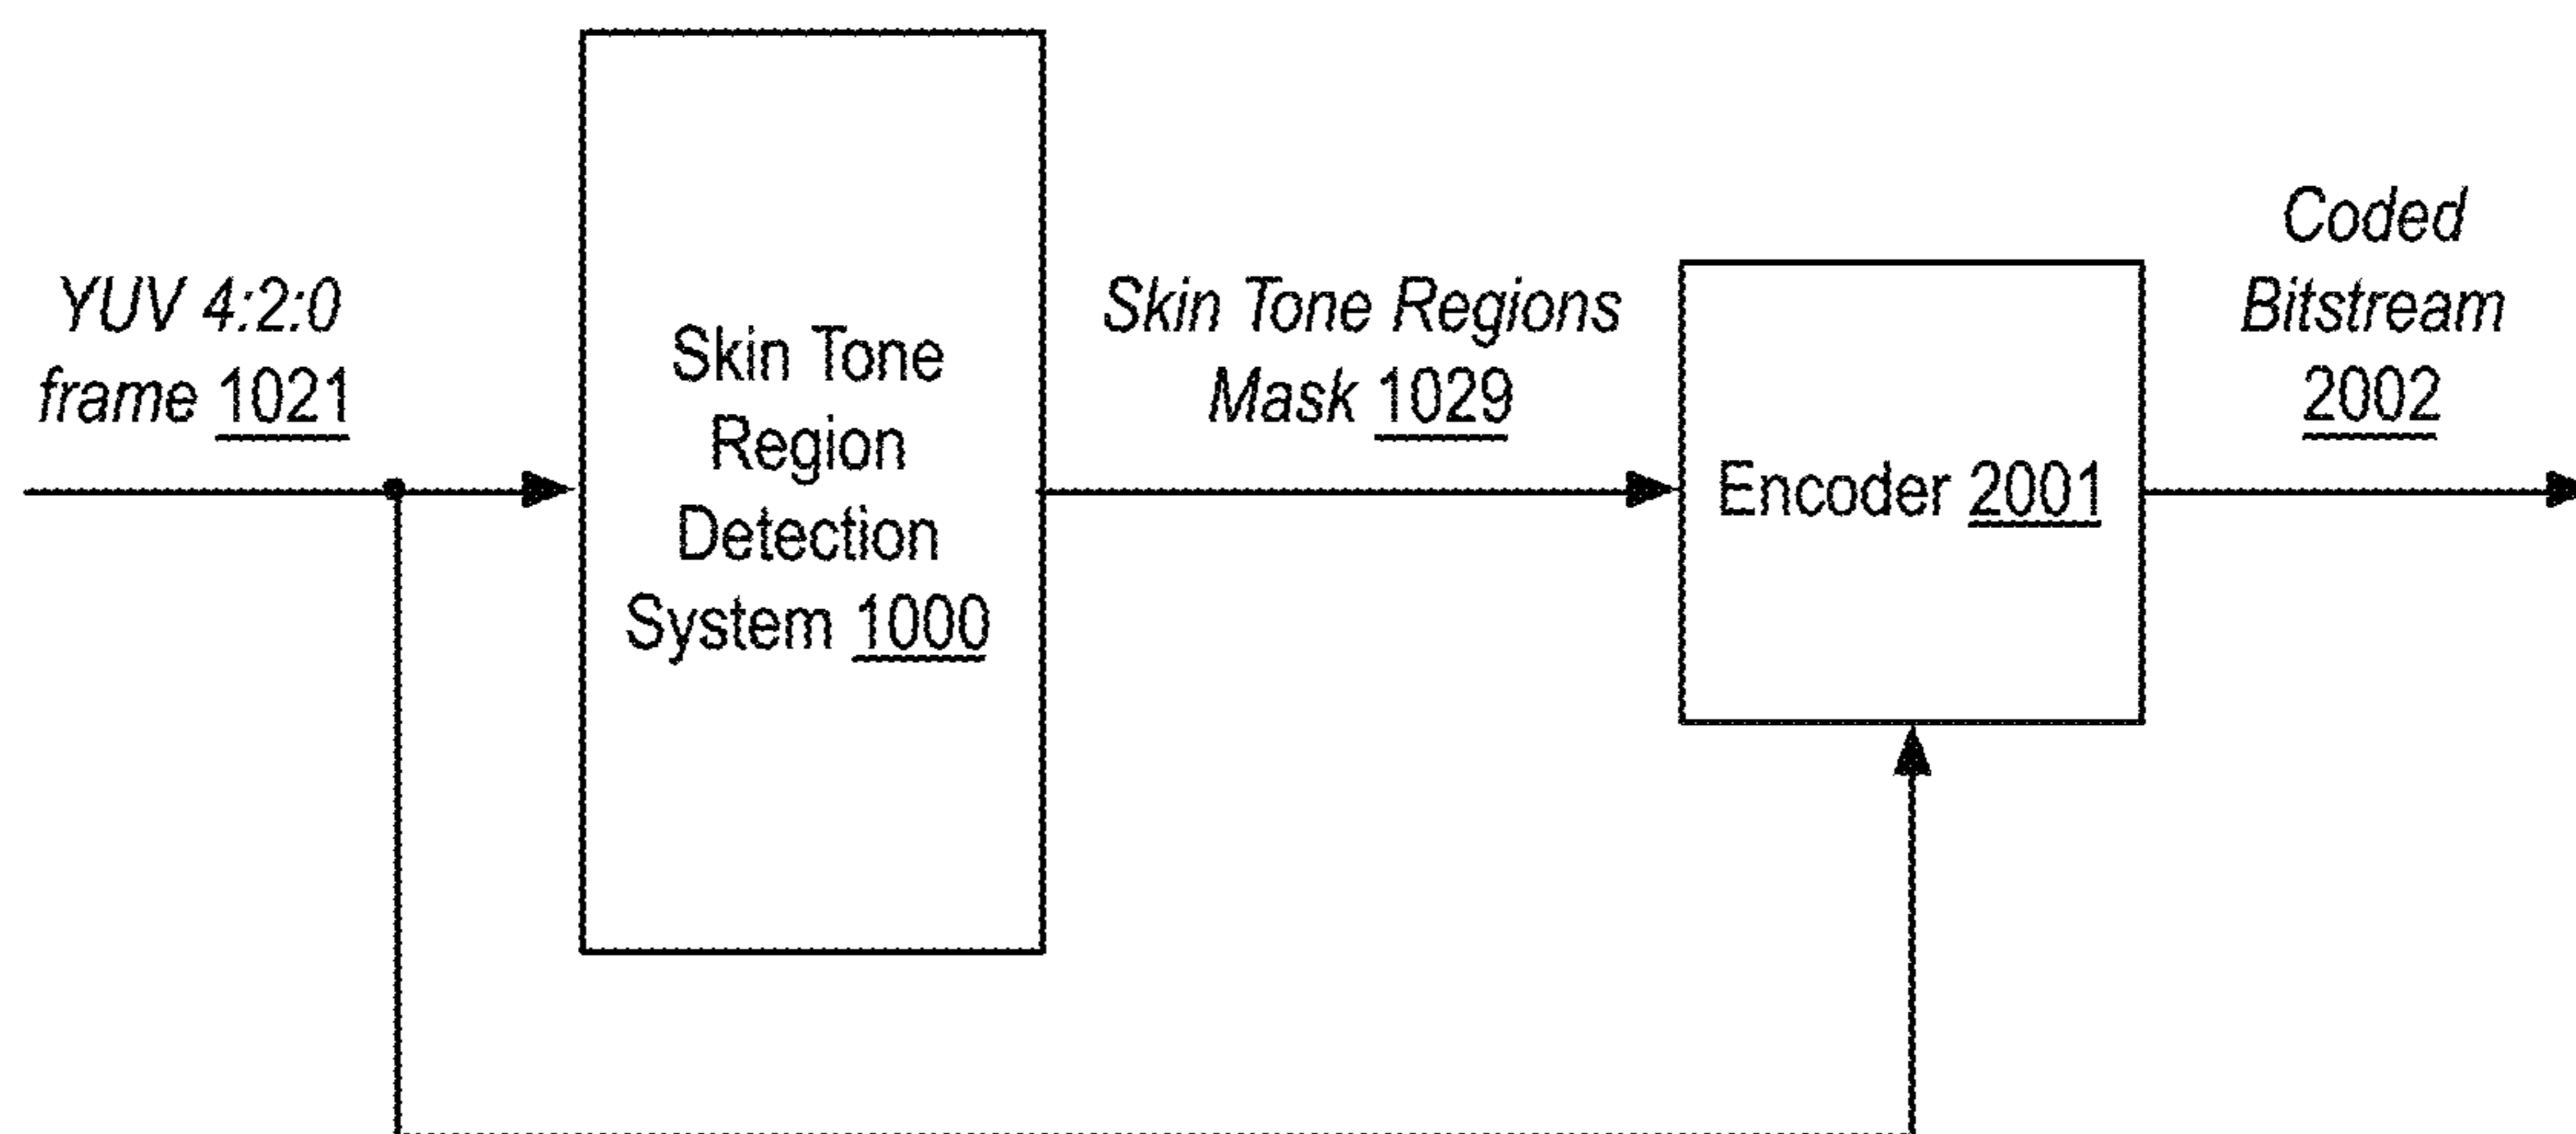 YUV 4:2:0
frame 1021
Skin Tone
Region
Detection
System 1000
Skin Tone Regions
Mask 1029
Encoder 2001
Coded
Bitstream
2002